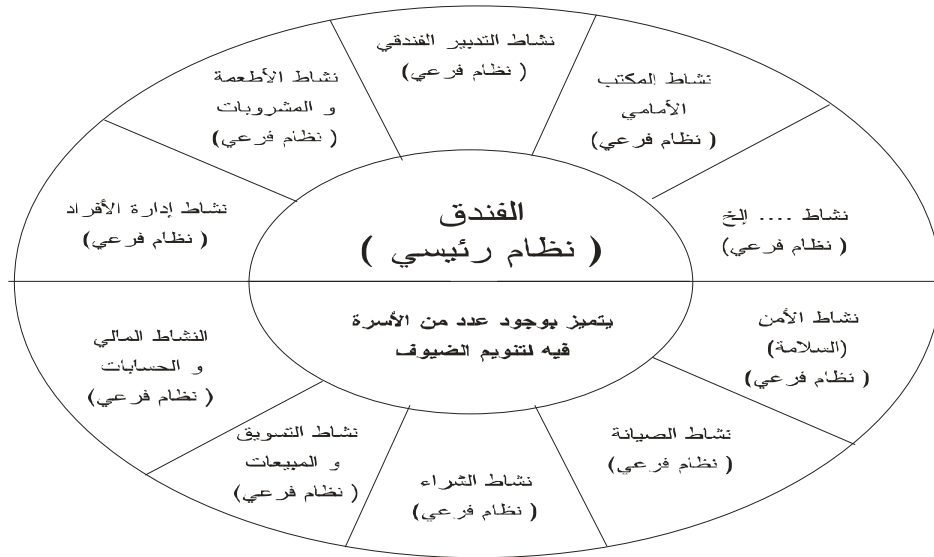 نشاط التدبير الفندقي
( نظام فرعي)
نشاط المكتب
الأمامي
( نظام فرعي)
نشاط .... إلخ
( نظام فرعي)
نشاط الأمن
(السلامة)
( نظام فرعي)
نشاط الصيانة
( نظام فرعي)
نشاط الشراء
( نظام فرعي)
نشاط التسويق
و المبيعات
( نظام فرعي)
النشاط المالي
و الحسابات
( نظام فرعي)
نشاط إدارة الأفراد
( نظام فرعي)
نشاط الأطعمة
و المشروبات
( نظام فرعي)
الفندق
( نظام رئيسي )
يتميز بوجود عدد من الأسرة
فيه لتنويم الضيوف